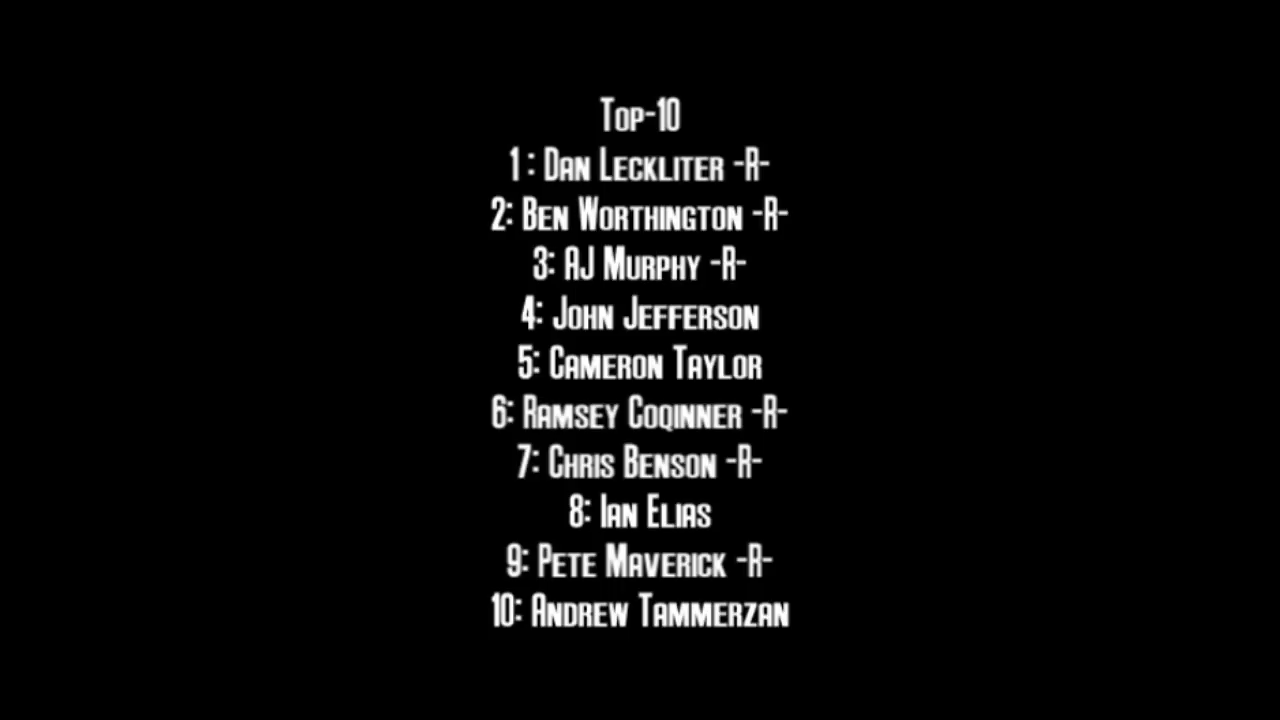 Top-10
1 : Dan Leckliter -R-
2: Ben Worthington -R-
3: AJ Murphy -R-
4: John Jefferson
5: Cameron Taylor
6: Ramsey Coqinner -R-
7: Chris Benson -R-
8: Ian Elias
9: Pete Maverick -R-
10: Andrew Tammerzan